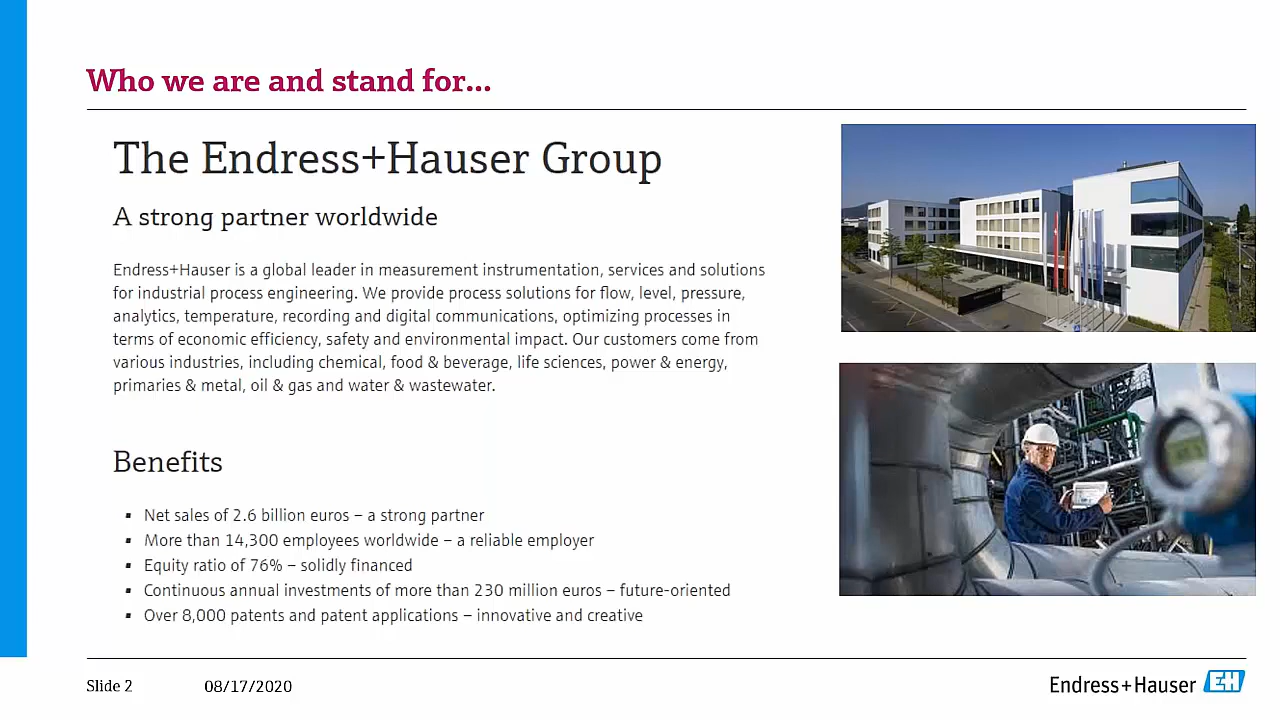 Who we are and stand for...
The Endress+Hauser Group
A strong partner worldwide
Endress+Hauser is a global leader in measurement instrumentation, services and solutions
for industrial process engineering. We provide process solutions for flow, level, pressure,
analytics, temperature, recording and digital communications, optimizing processes in
terms of economic efficiency, safety and environmental impact. Our customers come from
various industries, including chemical, food & beverage, life sciences, power & energy,
primaries & metal, oil & gas and water & wastewater.
Benefits
▪ Net sales of 2.6 billion euros – a strong partner
▪ More than 14,300 employees worldwide – a reliable employer
▪ Equity ratio of 76% – solidly financed
▪ Continuous annual investments of more than 230 million euros – future-oriented
▪ Over 8,000 patents and patent applications – innovative and creative
Slide 2 08/17/2020
Endress+Hauser EH